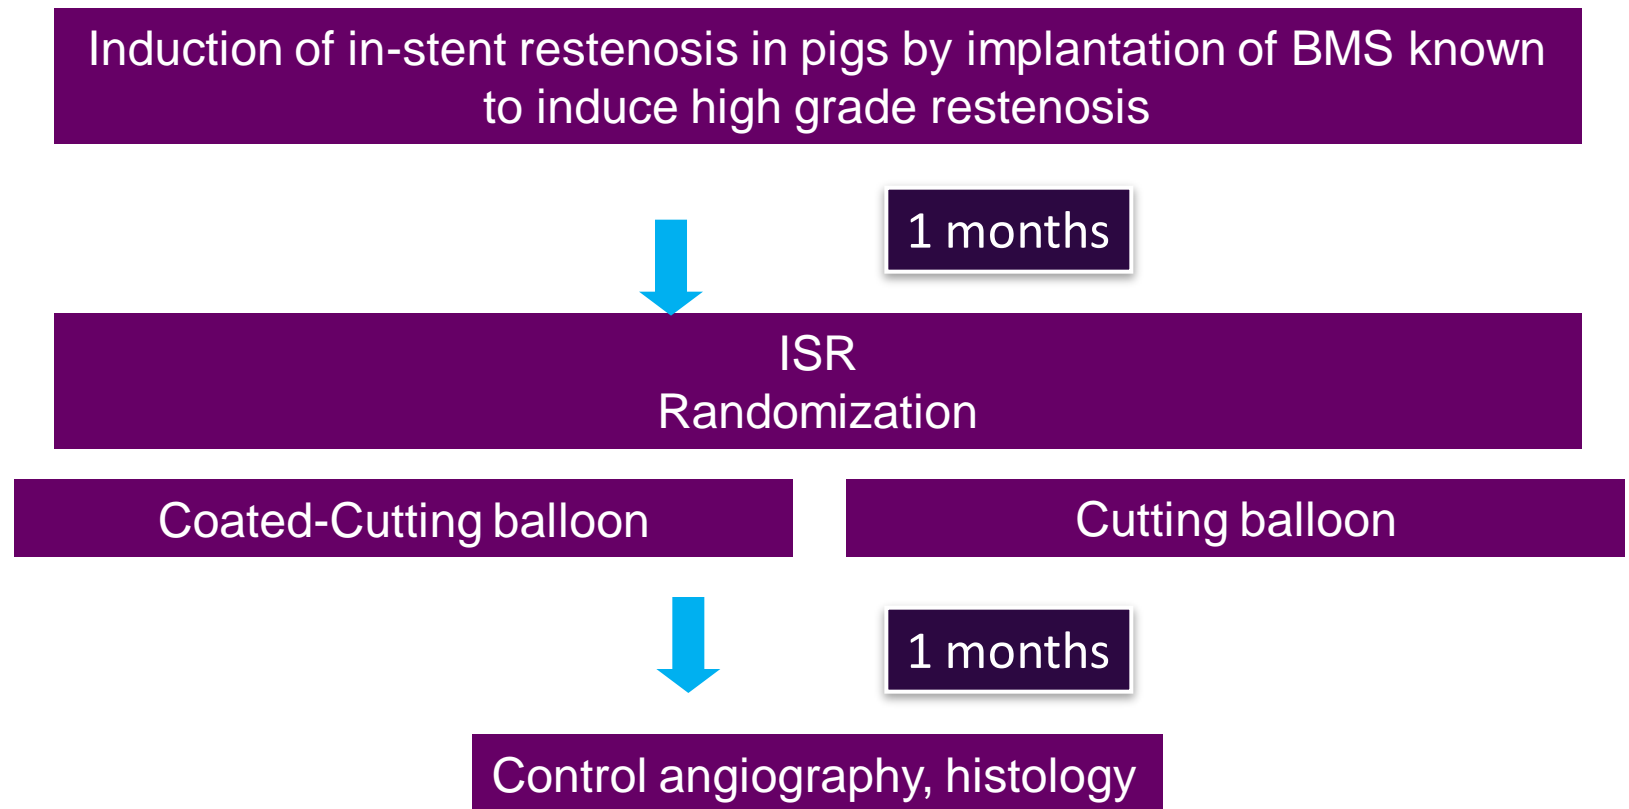 Induction of in-stent restenosis in pigs by implantation of BMS known
to induce high grade restenosis
1 months
ISR
Randomization
Coated-Cutting balloon
Cutting balloon
1 months
Control angiography, histology